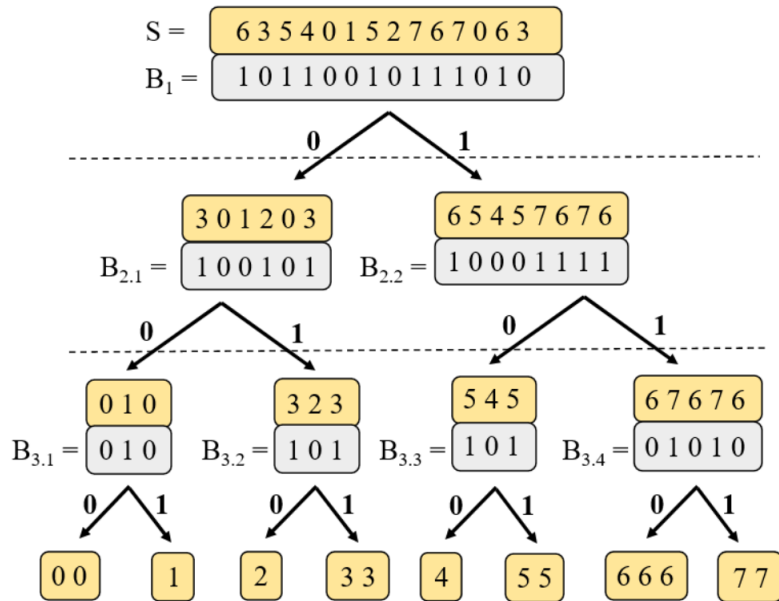 S = 6 3 5 4 0 1 5 2 7 6 7 0 6 3
B1 = 1 0 1 1 0 0 1 0 1 1 1 0 1 0
0 1
3 0 1 2 0 3 6 5 4 5 7 6 7 6
B2.1 = 1 0 0 1 0 1 B2.2 = 1 0 0 0 1 1 1 1
0 1 0 1
0 1 0 3 2 3 5 4 5 6 7 6 7 6
B3.1 = 0 1 0 B3.2 = 1 0 1 B3.3 = 1 0 1 B3.4 = 0 1 0 1 0
0 1 0 1 0 1 0 1
0 0 1 2 3 3 4 5 5 6 6 6 7 7